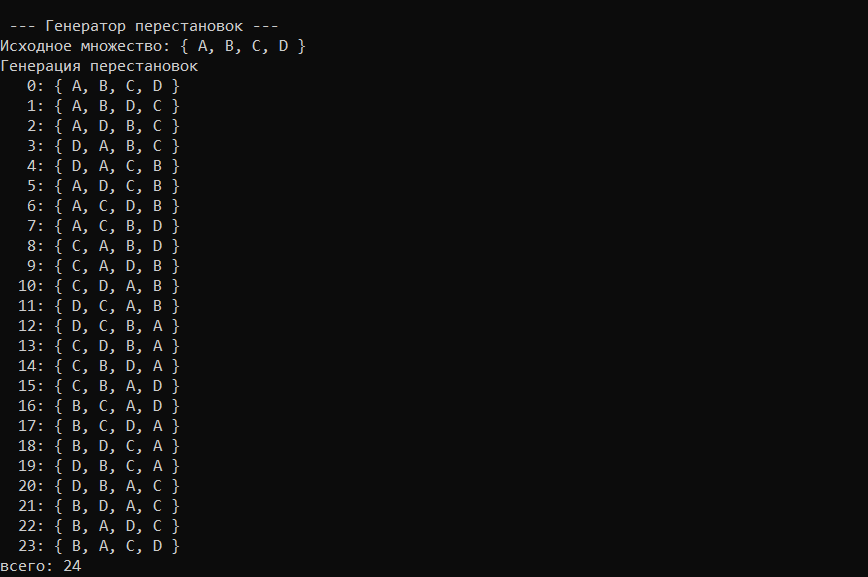 --- Генератор перестановок ---
Исходное множество: { A, B, C, D }
Генерация перестановок
0: { A, B, C, D }
1: { A, B, D, C }
2: { A, D, B, C }
3: { D, A, B, C }
4: { D, A, C, B }
5: { A, D, C, B }
6: { A, C, D, B }
7: { A, C, B, D }
8: { C, A, B, D }
9: { C, A, D, B }
10: { C, D, A, B }
11: { D, C, A, B }
12: { D, C, B, A }
13: { C, D, B, A }
14: { C, B, D, A }
15: { C, B, A, D }
16: { B, C, A, D }
17: { B, C, D, A }
18: { B, D, C, A }
19: { D, B, C, A }
20: { D, B, A, C }
21: { B, D, A, C }
22: { B, A, D, C }
23: { B, A, C, D }
всего: 24